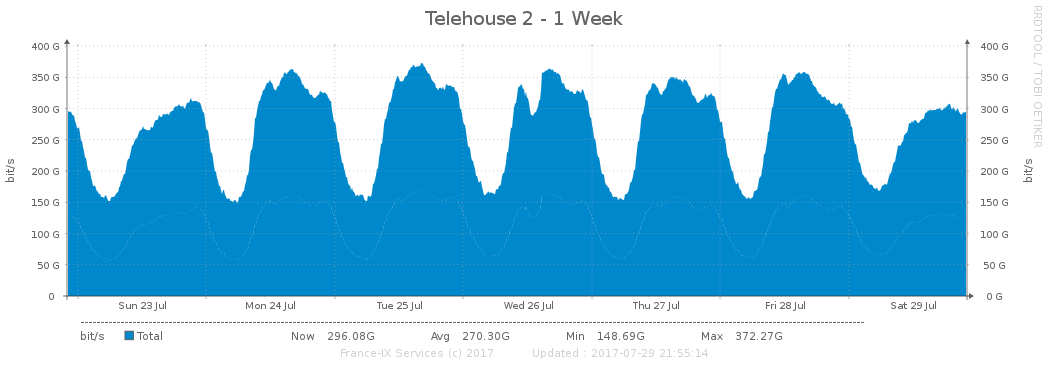 Telehouse 2 - 1 Week
RRDTOOL / TOBI OETIKER
400 G 400 G
350 G 350 G
300 G 300 G
250 G 250 G
200 G 200 G
150 G 150 G
100 G 100 G
50 G 50 G
0 0 G
bit/s bit/s
Sun 23 Jul Mon 24 Jul Tue 25 Jul Wed 26 Jul Thu 27 Jul Fri 28 Jul Sat 29 Jul
bit/s Total Now 296.08G Avg 270.30G Min 148.69G Max 372.27G
France-IX Services (c) 2017 Updated : 2017-07-29 21:55:14